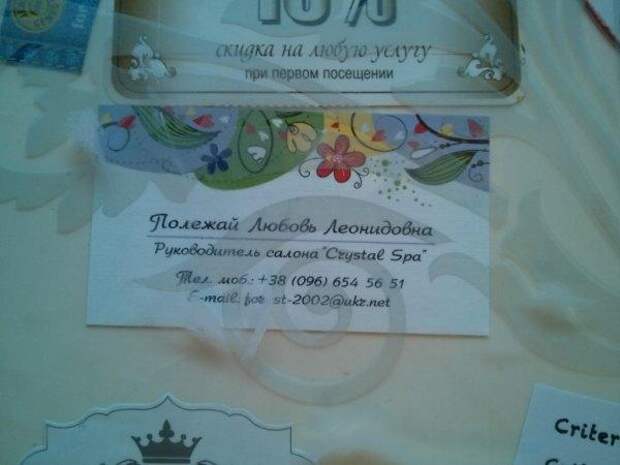 10%
скидка на любую услугу
при первом посещении
Полежай Любовь Леонидовна
Руководитель салона "Crystal Spa"
Тел. моб.: +38 (096) 654 56 51
E-mail: st-2002@ukr.net
Criter